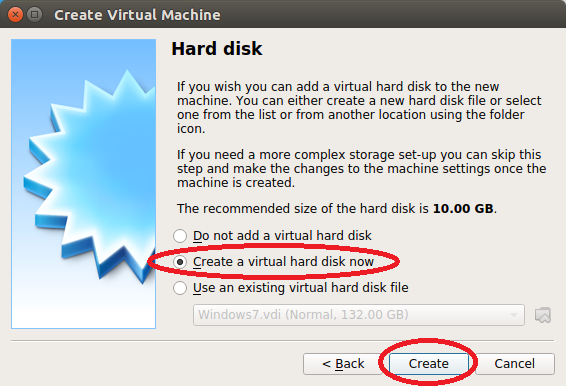 Create Virtual Machine
Hard disk
If you wish you can add a virtual hard disk to the new
machine. You can either create a new hard disk file or select
one from the list or from another location using the folder
icon.
If you need a more complex storage set-up you can skip this
step and make the changes to the machine settings once the
machine is created.
The recommended size of the hard disk is 10.00 GB.
Do not add a virtual hard disk
Create a virtual hard disk now
Use an existing virtual hard disk file
Windows7.vdi (Normal, 132.00 GB)
< Back Create Cancel